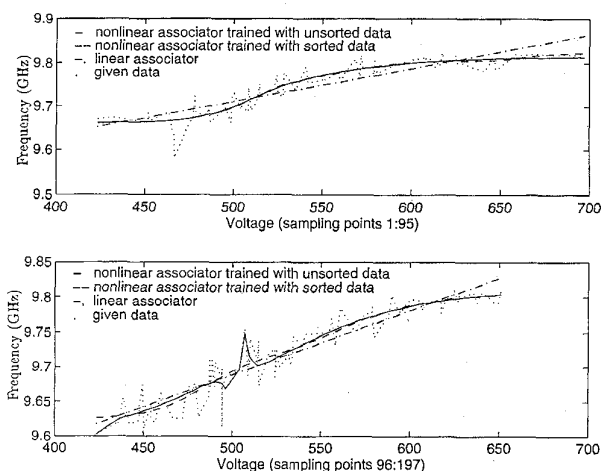 9.9
— nonlinear associator trained with unsorted data
-- nonlinear associator trained with sorted data
-. linear associator
. given data
9.8
9.7
9.6
9.5
Frequency (GHz)
400 450 500 550 600 650 700
Voltage (sampling points 1:95)
9.85
— nonlinear associator trained with unsorted data
-- nonlinear associator trained with sorted data
-. linear associator
. given data
9.8
9.75
9.7
9.65
9.6
Frequency (GHz)
400 450 500 550 600 650 700
Voltage (sampling points 96:197)